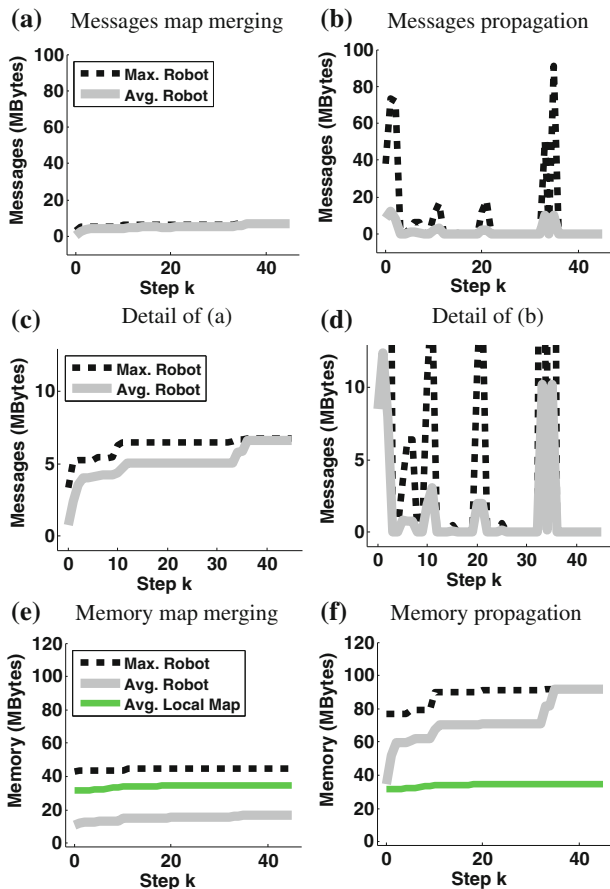 (a) Messages map merging
Messages (MBytes)
100
80
60
40
20
0
Max. Robot
Avg. Robot
0 20 40
Step k
(b) Messages propagation
Messages (MBytes)
100
80
60
40
20
0
0 20 40
Step k
(c) Detail of (a)
Messages (MBytes)
10
5
0
Max. Robot
Avg. Robot
0 10 20 30 40
Step k
(d) Detail of (b)
Messages (MBytes)
10
5
0
0 10 20 30 40
Step k
(e) Memory map merging
Memory (MBytes)
120
100
80
60
40
20
0
Max. Robot
Avg. Robot
Avg. Local Map
0 10 20 30 40
Step k
(f) Memory propagation
Memory (MBytes)
120
100
80
60
40
20
0
0 10 20 30 40
Step k